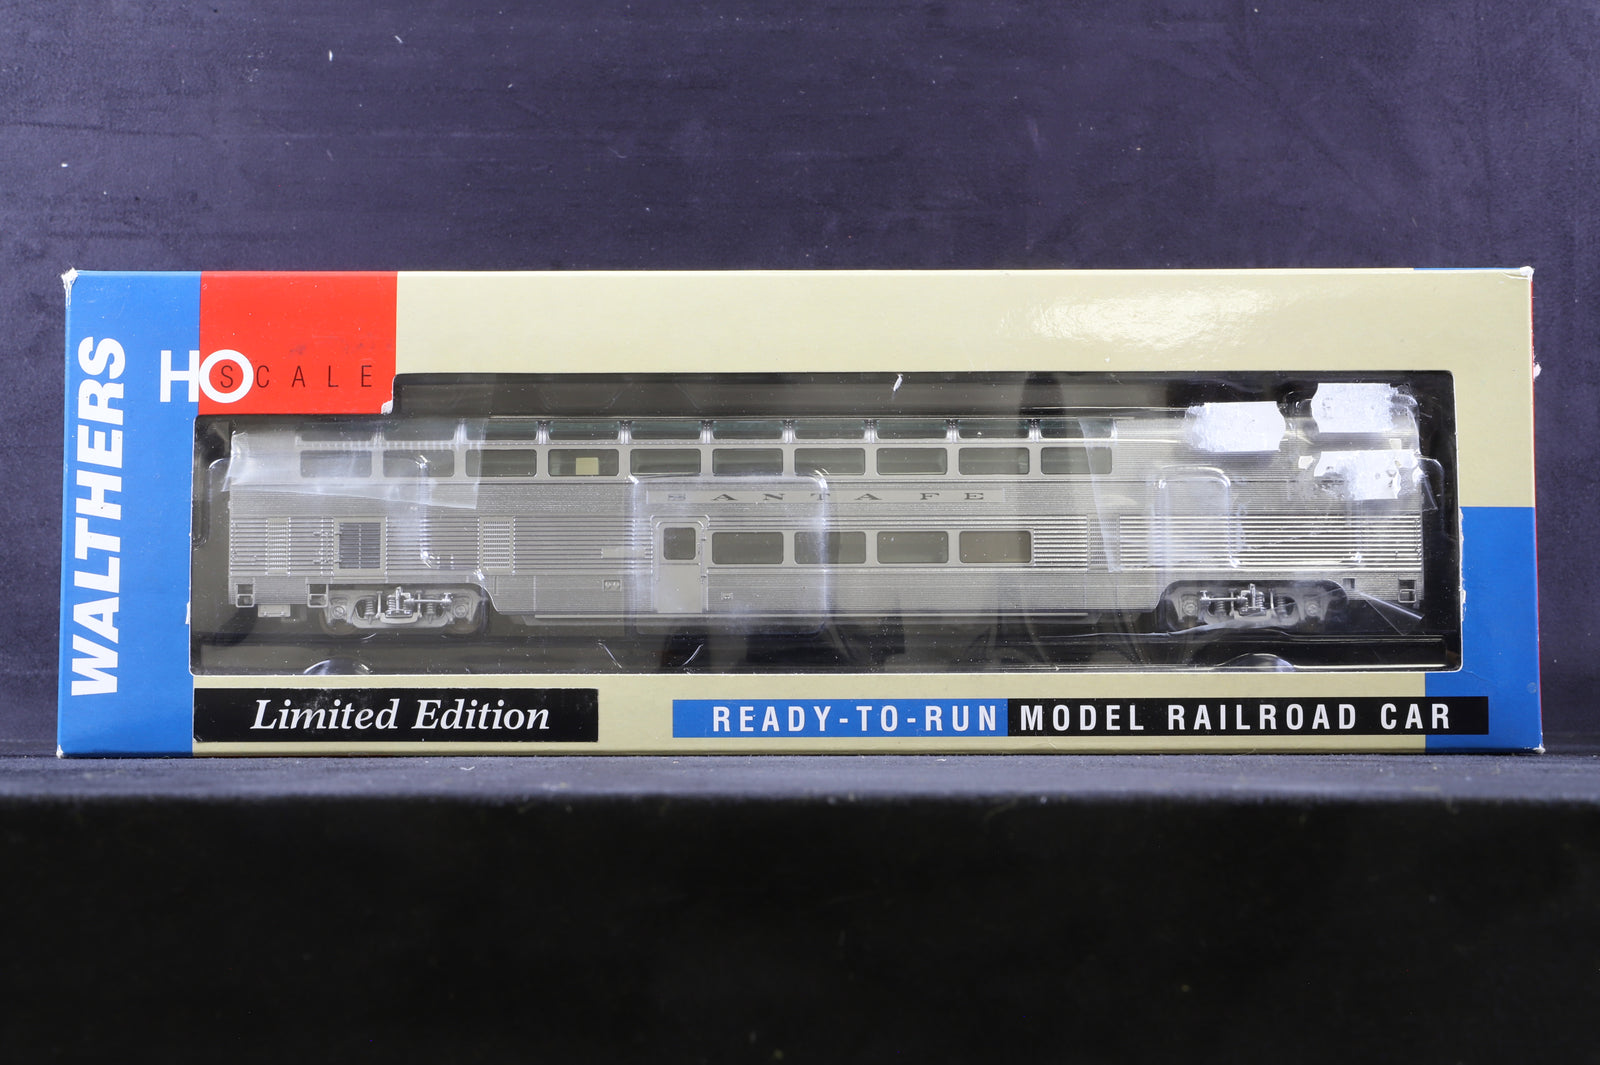 WALTHERS
HO SCALE
SANTA FE
Limited Edition
READY-TO-RUN MODEL RAILROAD CAR